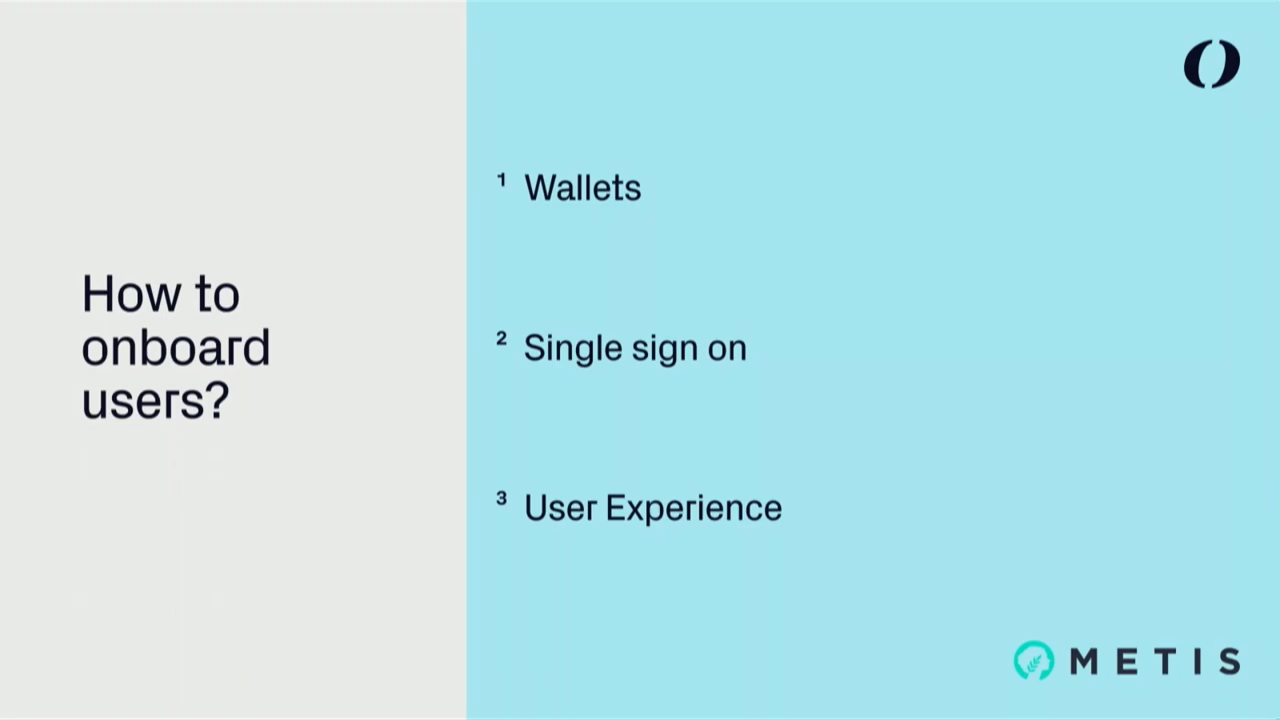 How to
onboard
users?
¹ Wallets
² Single sign on
³ User Experience
METIS